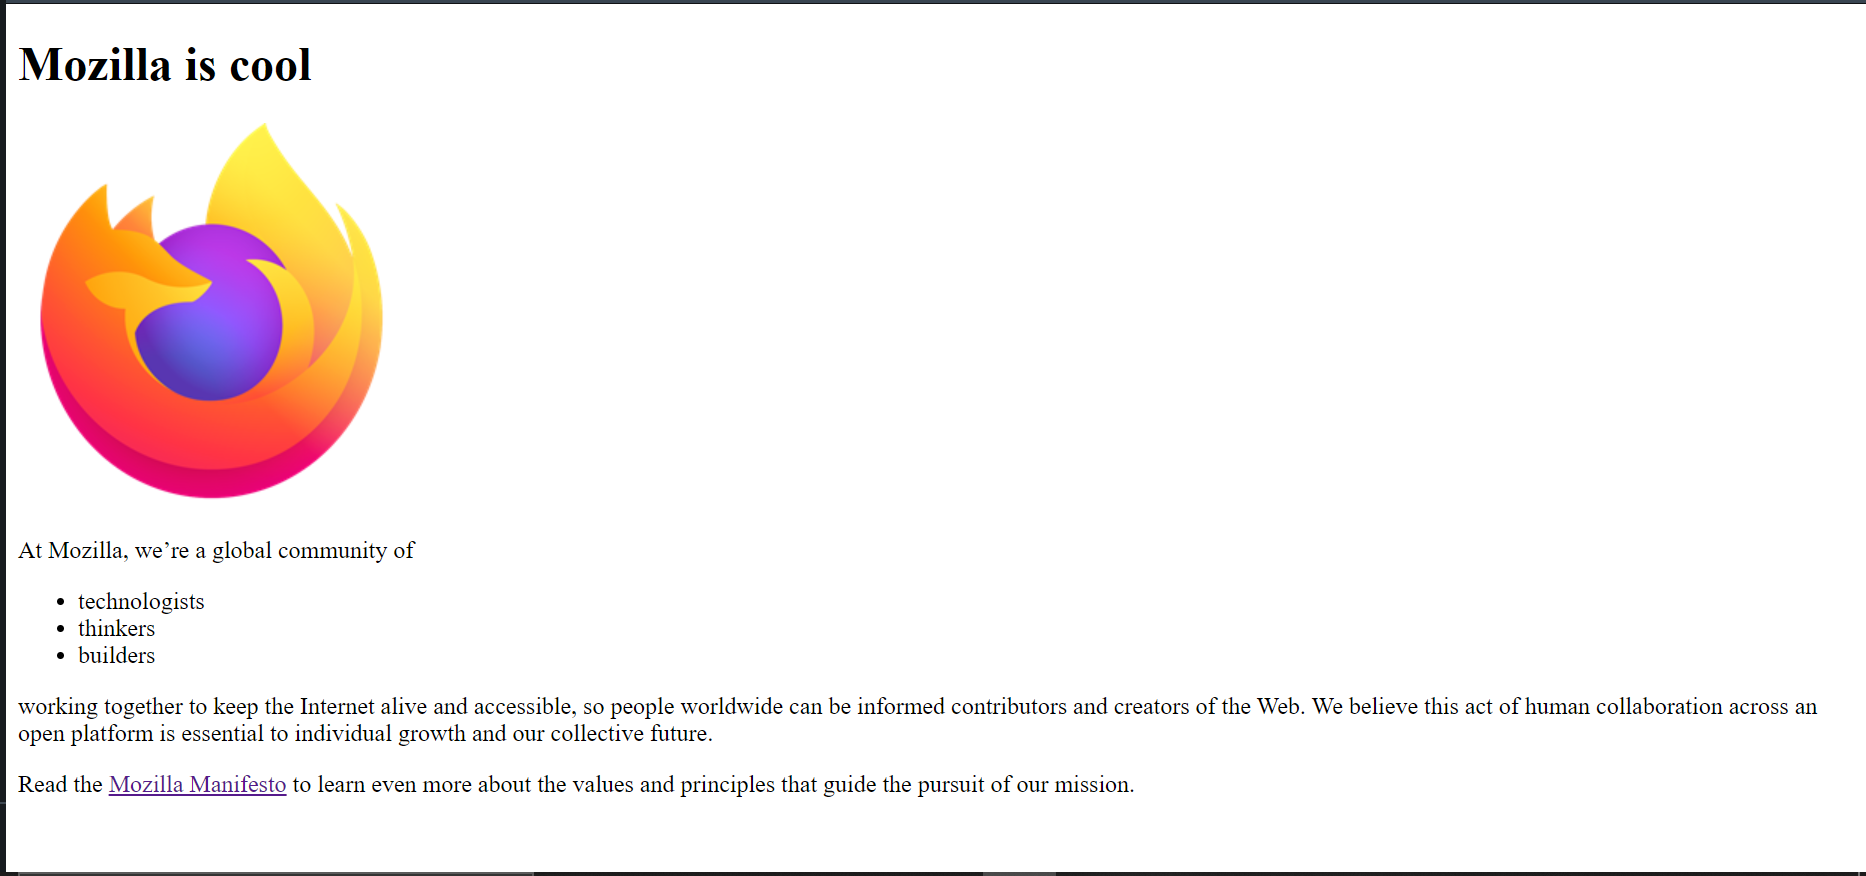 Mozilla is cool
At Mozilla, we’re a global community of
technologists
thinkers
builders
working together to keep the Internet alive and accessible, so people worldwide can be informed contributors and creators of the Web. We believe this act of human collaboration across an
open platform is essential to individual growth and our collective future.
Read the Mozilla Manifesto to learn even more about the values and principles that guide the pursuit of our mission.